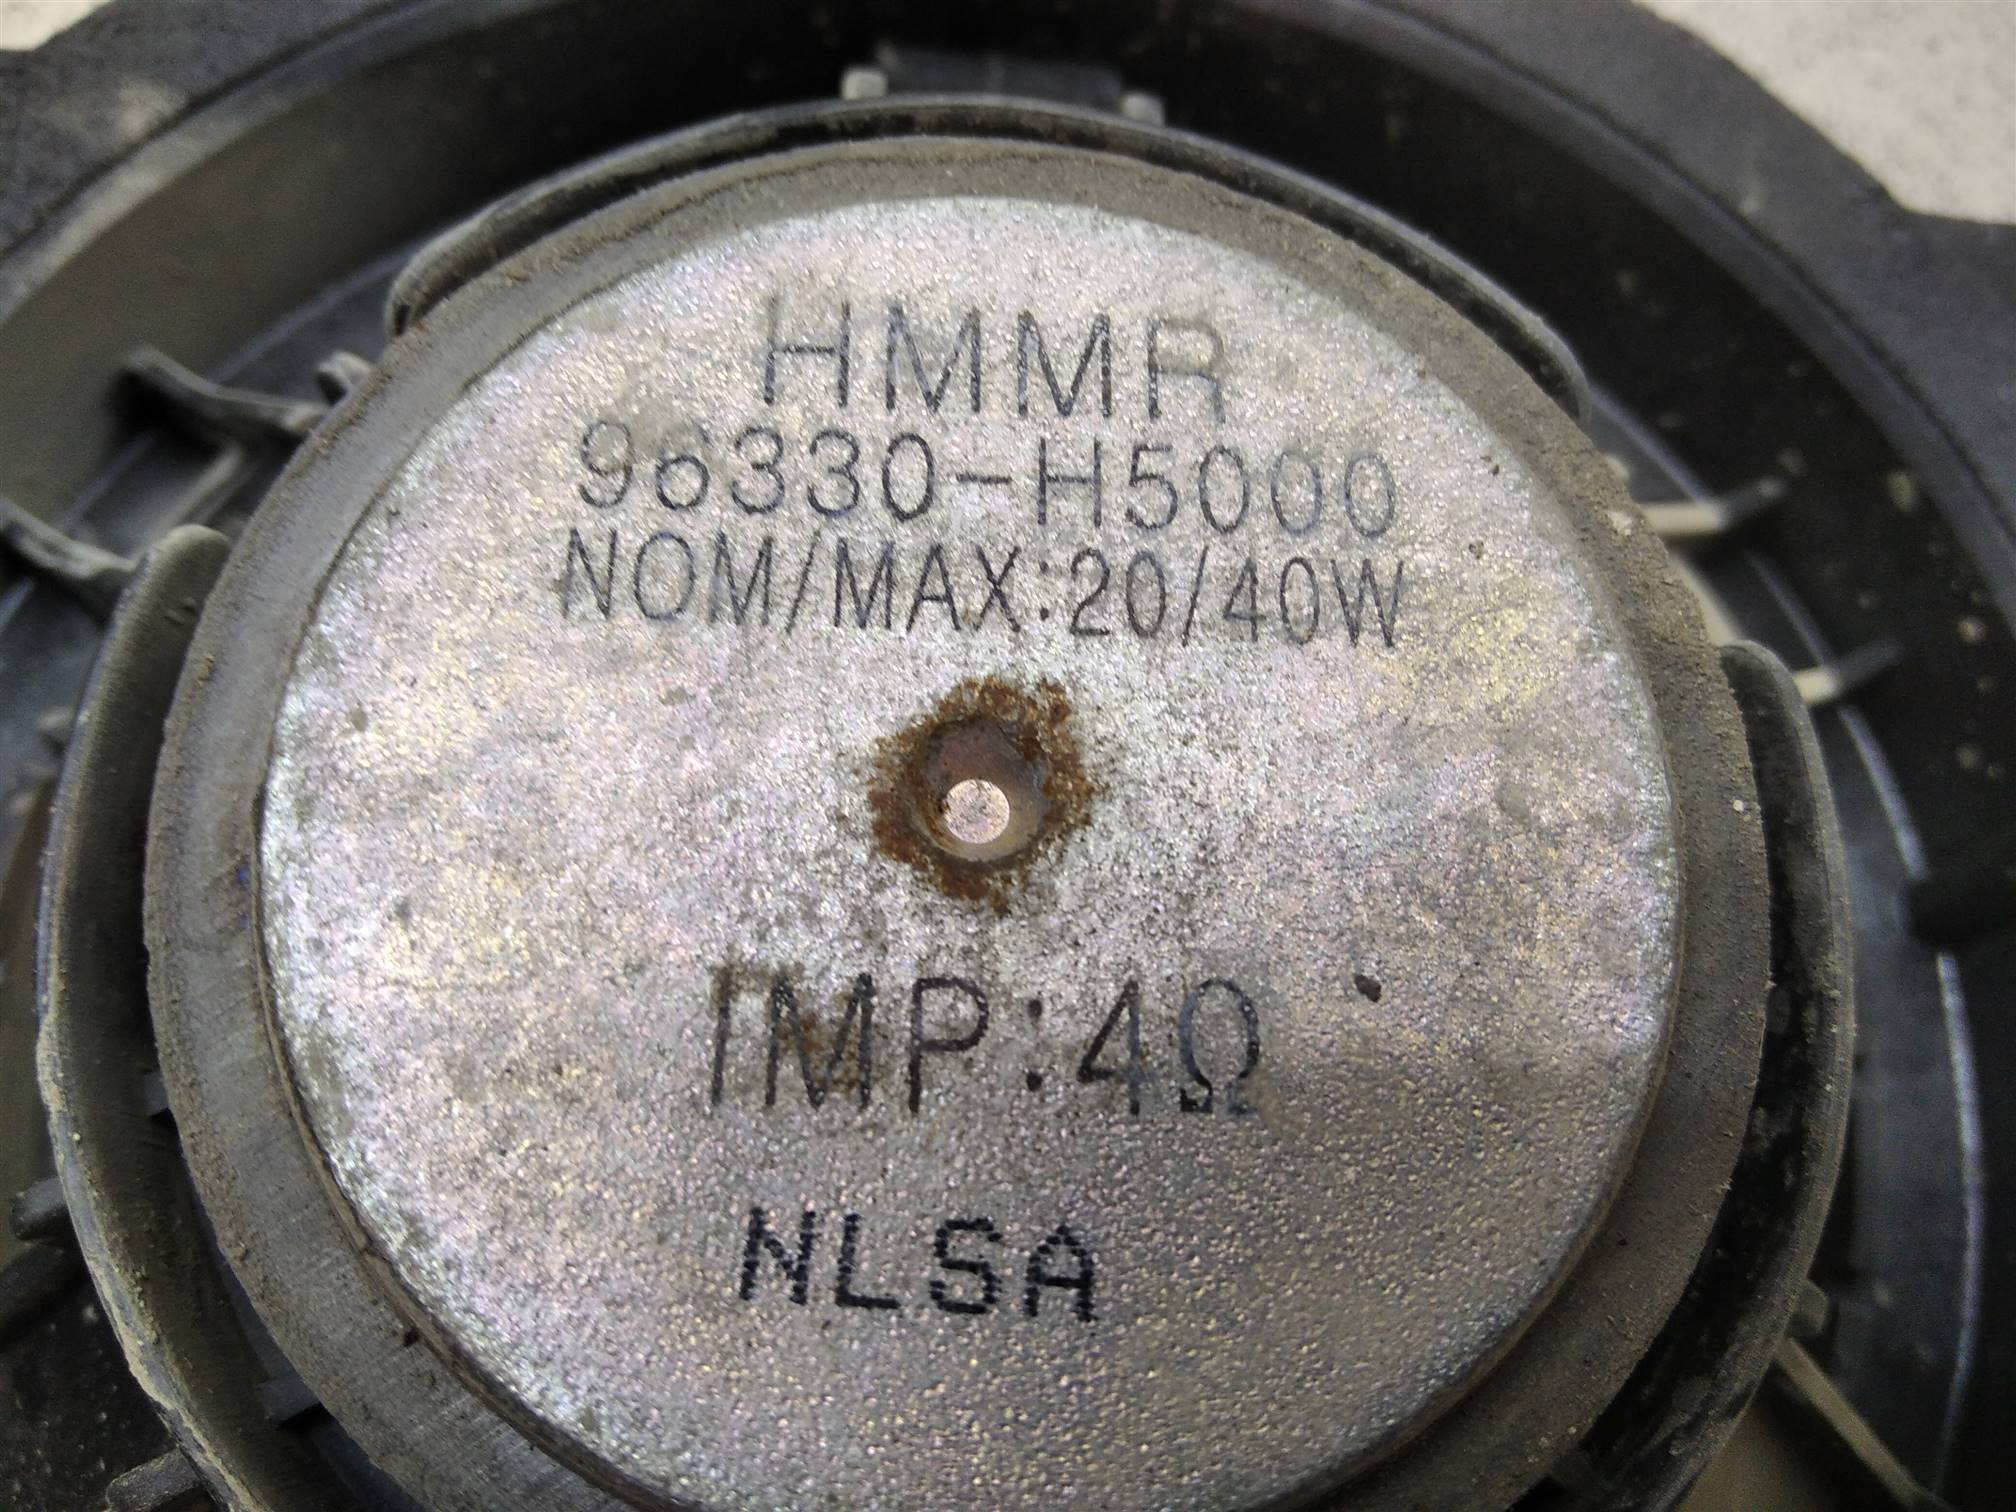 HMMR
96330-H5000
NOM/MAX:20/40W
IMP:4Ω
NLSA